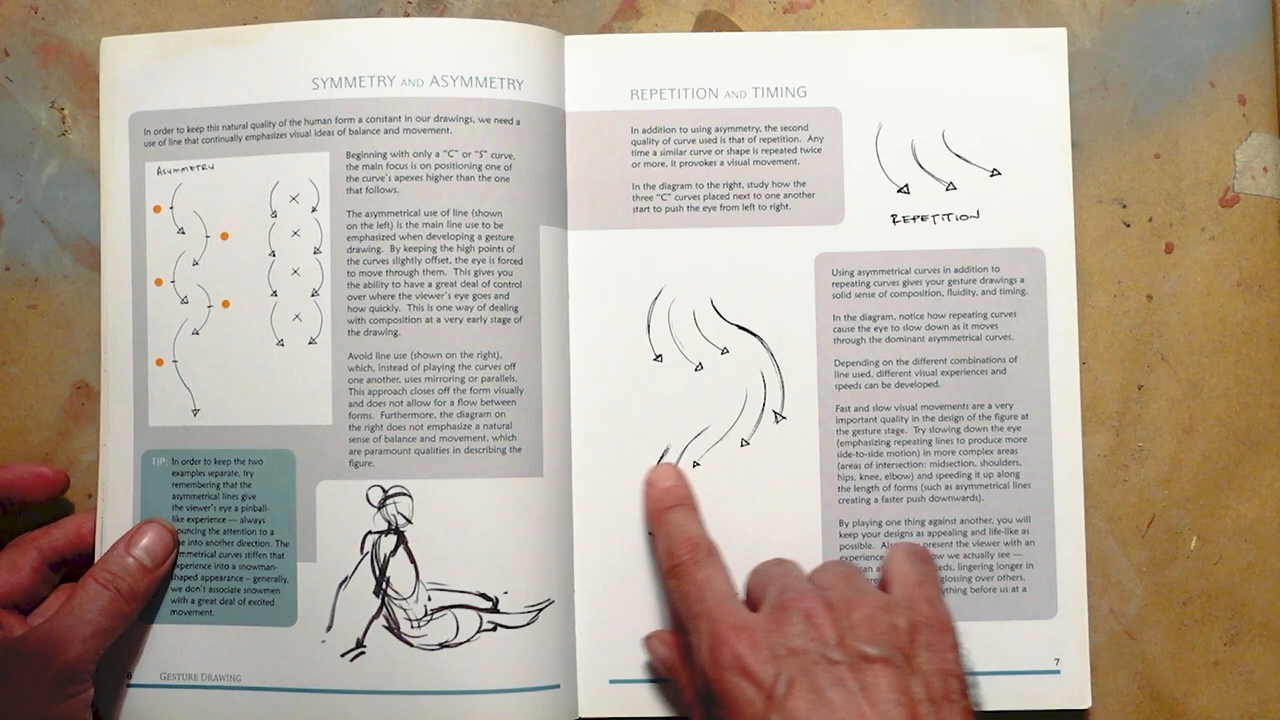 SYMMETRY AND ASYMMETRY
In order to keep this natural quality of the human form a constant in our drawings, we need a
use of line that continually emphasizes visual ideas of balance and movement.
ASYMMETRY
Beginning with only a “C” or “S” curve,
the main focus is on positioning one of
the curve’s apexes higher than the one
that follows.
The asymmetrical use of line (shown
on the left) is the main line use to be
emphasized when developing a gesture
drawing. By keeping the high points of
the curves slightly offset, the eye is forced
to move through them. This gives you
the ability to have a great deal of control
over where the viewer’s eye goes and
how quickly. This is one way of dealing
with composition at a very early stage of
the drawing.
Avoid line use (shown on the right),
which, instead of playing the curves off
one another, uses mirroring or parallels.
This approach closes off the form visually
and does not allow for a flow between
forms. Furthermore, the diagram on
the right does not emphasize a natural
sense of balance and movement, which
are paramount qualities in describing the
figure.
TIP: In order to keep the two
examples separate, try
remembering that the
asymmetrical lines give
the viewer’s eye a pinball-
like experience — always
bouncing the attention to a
in another direction. The
mmetrical curves stiffen that
experience into a snowman-
shaped appearance – generally,
we don’t associate snowmen
with a great deal of excited
movement.
6
GESTURE DRAWING
REPETITION AND TIMING
In addition to using asymmetry, the second
quality of curve used is that of repetition. Any
time a similar curve or shape is repeated twice
or more, it provokes a visual movement.
In the diagram to the right, study how the
three “C” curves placed next to one another
start to push the eye from left to right.
REPETITION
Using asymmetrical curves in addition to
repeating curves gives your gesture drawings a
solid sense of composition, fluidity, and timing.
In the diagram, notice how repeating curves
cause the eye to slow down as it moves
through the dominant asymmetrical curves.
Depending on the different combinations of
line used, different visual experiences and
speeds can be developed.
Fast and slow visual movements are a very
important quality in the design of the figure at
the gesture stage. Try slowing down the eye
(emphasizing repeating lines to produce more
side-to-side motion) in more complex areas
(areas of intersection: midsection, shoulders,
hips, knee, elbow) and speeding it up along
the length of forms (such as asymmetrical lines
creating a faster push downwards).
By playing one thing against another, you will
keep your designs as appealing and life-like as
possible. present the viewer with an
experience ow we actually see —
can eds, lingering longer in
glossing over others.
ything before us at a
7